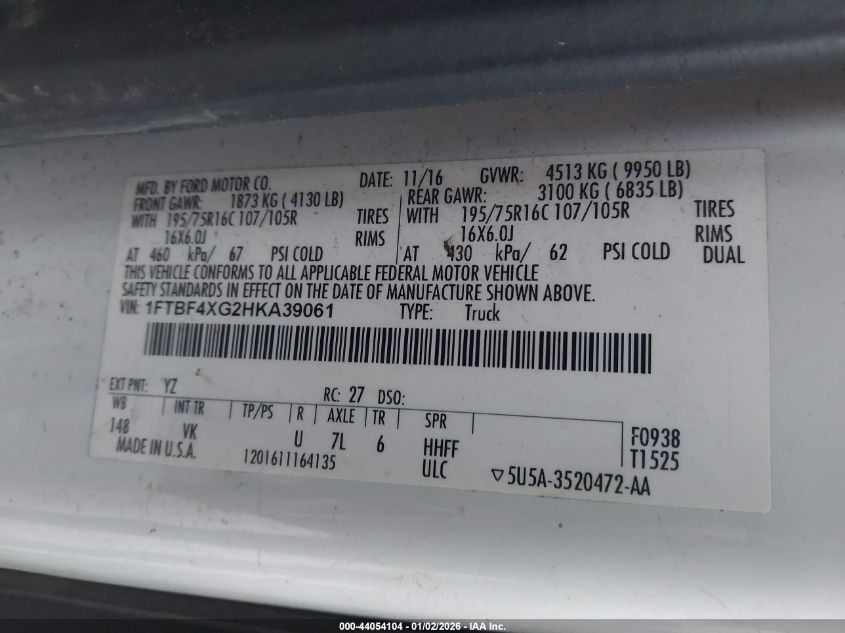 MFD. BY FORD MOTOR CO. DATE: 11/16 GVWR: 4513 KG ( 9950 LB)
FRONT GAWR: 1873 KG ( 4130 LB) REAR GAWR: 3100 KG ( 6835 LB)
WITH 195/75R16C 107/105R TIRES WITH 195/75R16C 107/105R TIRES
16X6.0J RIMS 16X6.0J RIMS
AT 460 kPa/ 67 PSI COLD AT 430 kPa/ 62 PSI COLD DUAL
THIS VEHICLE CONFORMS TO ALL APPLICABLE FEDERAL MOTOR VEHICLE
SAFETY STANDARDS IN EFFECT ON THE DATE OF MANUFACTURE SHOWN ABOVE.
VIN: 1FTBF4XG2HKA39061 TYPE: Truck
EXT PNT: YZ RC: 27 DSO:
WB INT TR TP/PS R AXLE TR SPR
148 VK U 7L 6 HHFF F0938
MADE IN U.S.A. 1201611164135 ULC ▽5U5A-3520472-AA T1525
000-44054104 - 01/02/2026 - IAA Inc.